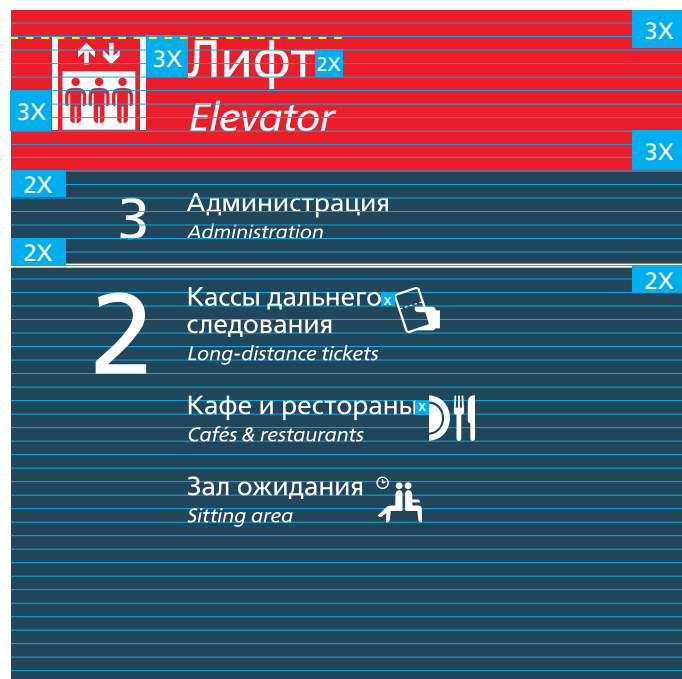 3X
3X Лифт 2X
3X Elevator
3X
2X
3 Администрация
Administration
2X
2X
2 Кассы дальнего x
следования
Long-distance tickets
Кафе и рестораны x
Cafés & restaurants
Зал ожидания
Sitting area